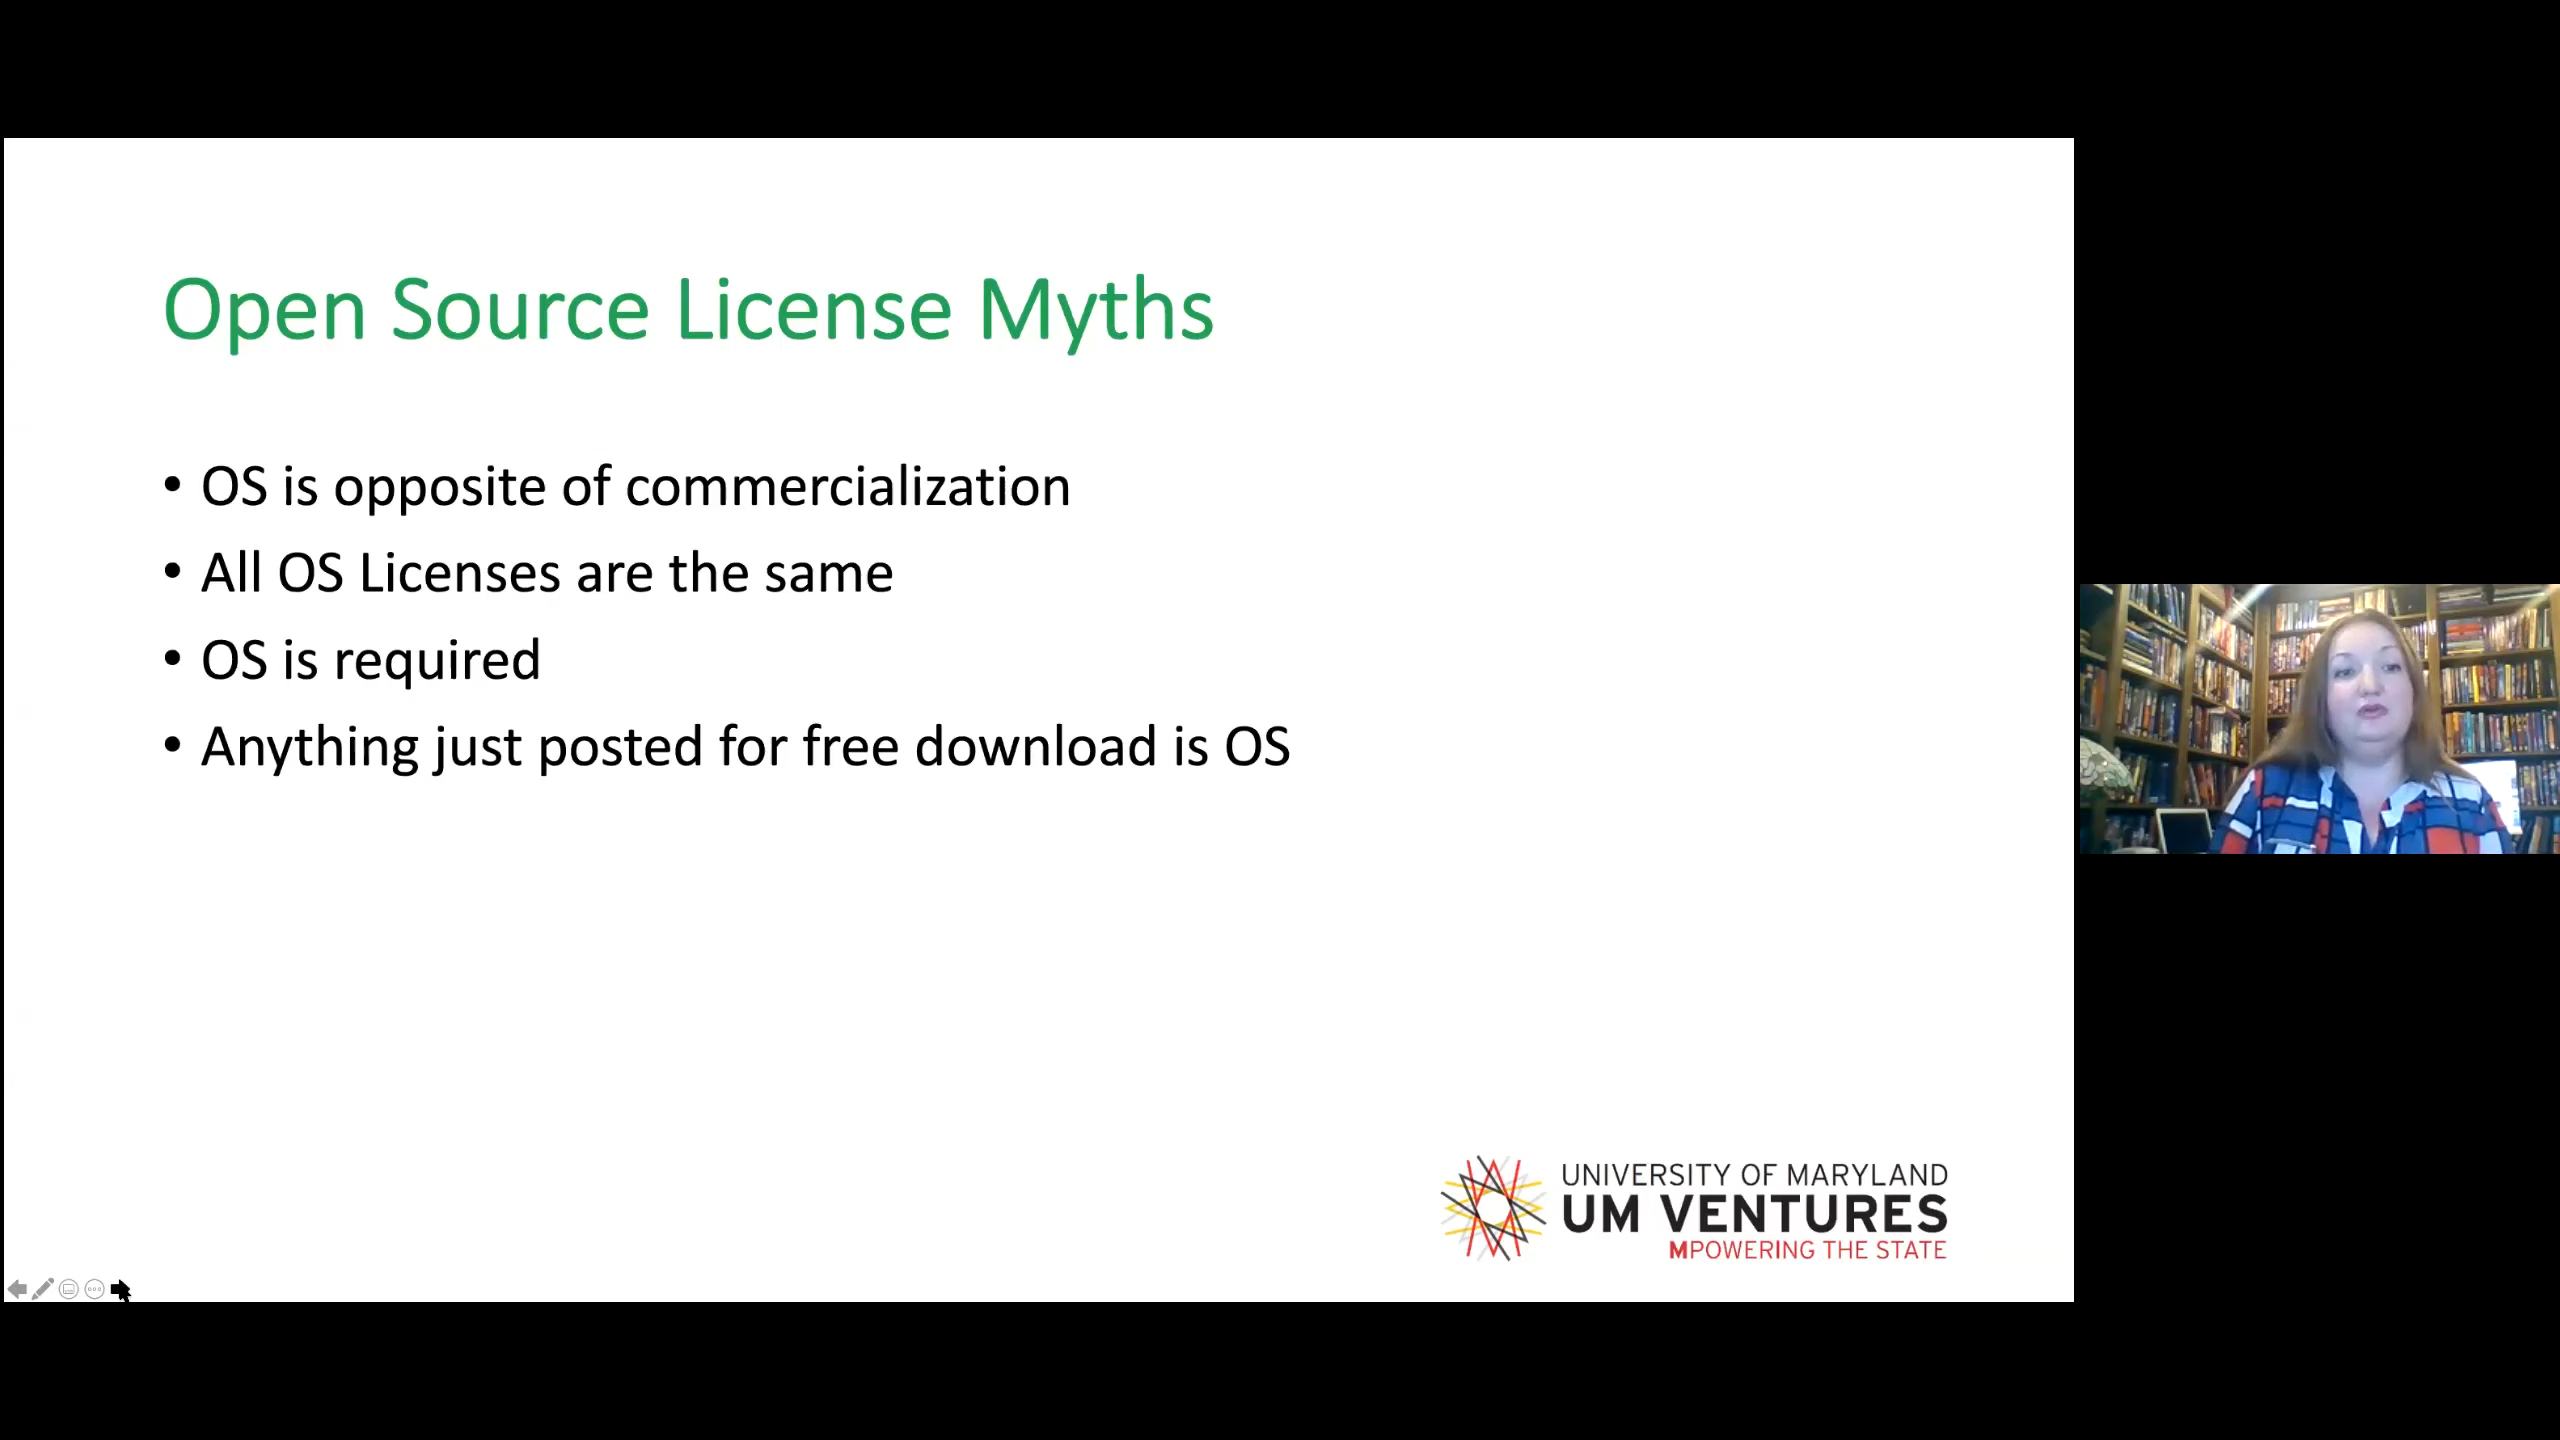 Open Source License Myths
• OS is opposite of commercialization
• All OS Licenses are the same
• OS is required
• Anything just posted for free download is OS
UNIVERSITY OF MARYLAND
UM VENTURES
MPOWERING THE STATE